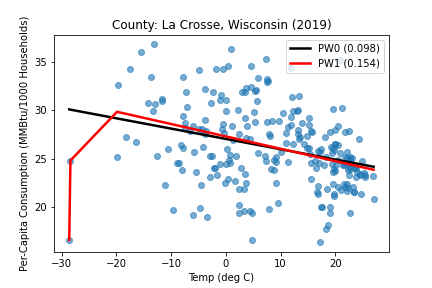 County: La Crosse, Wisconsin (2019)
PW0 (0.098)
PW1 (0.154)
Per-Capita Consumption (MMBtu/1000 Households)
35
30
25
20
−30
−20
−10
0
10
20
Temp (deg C)